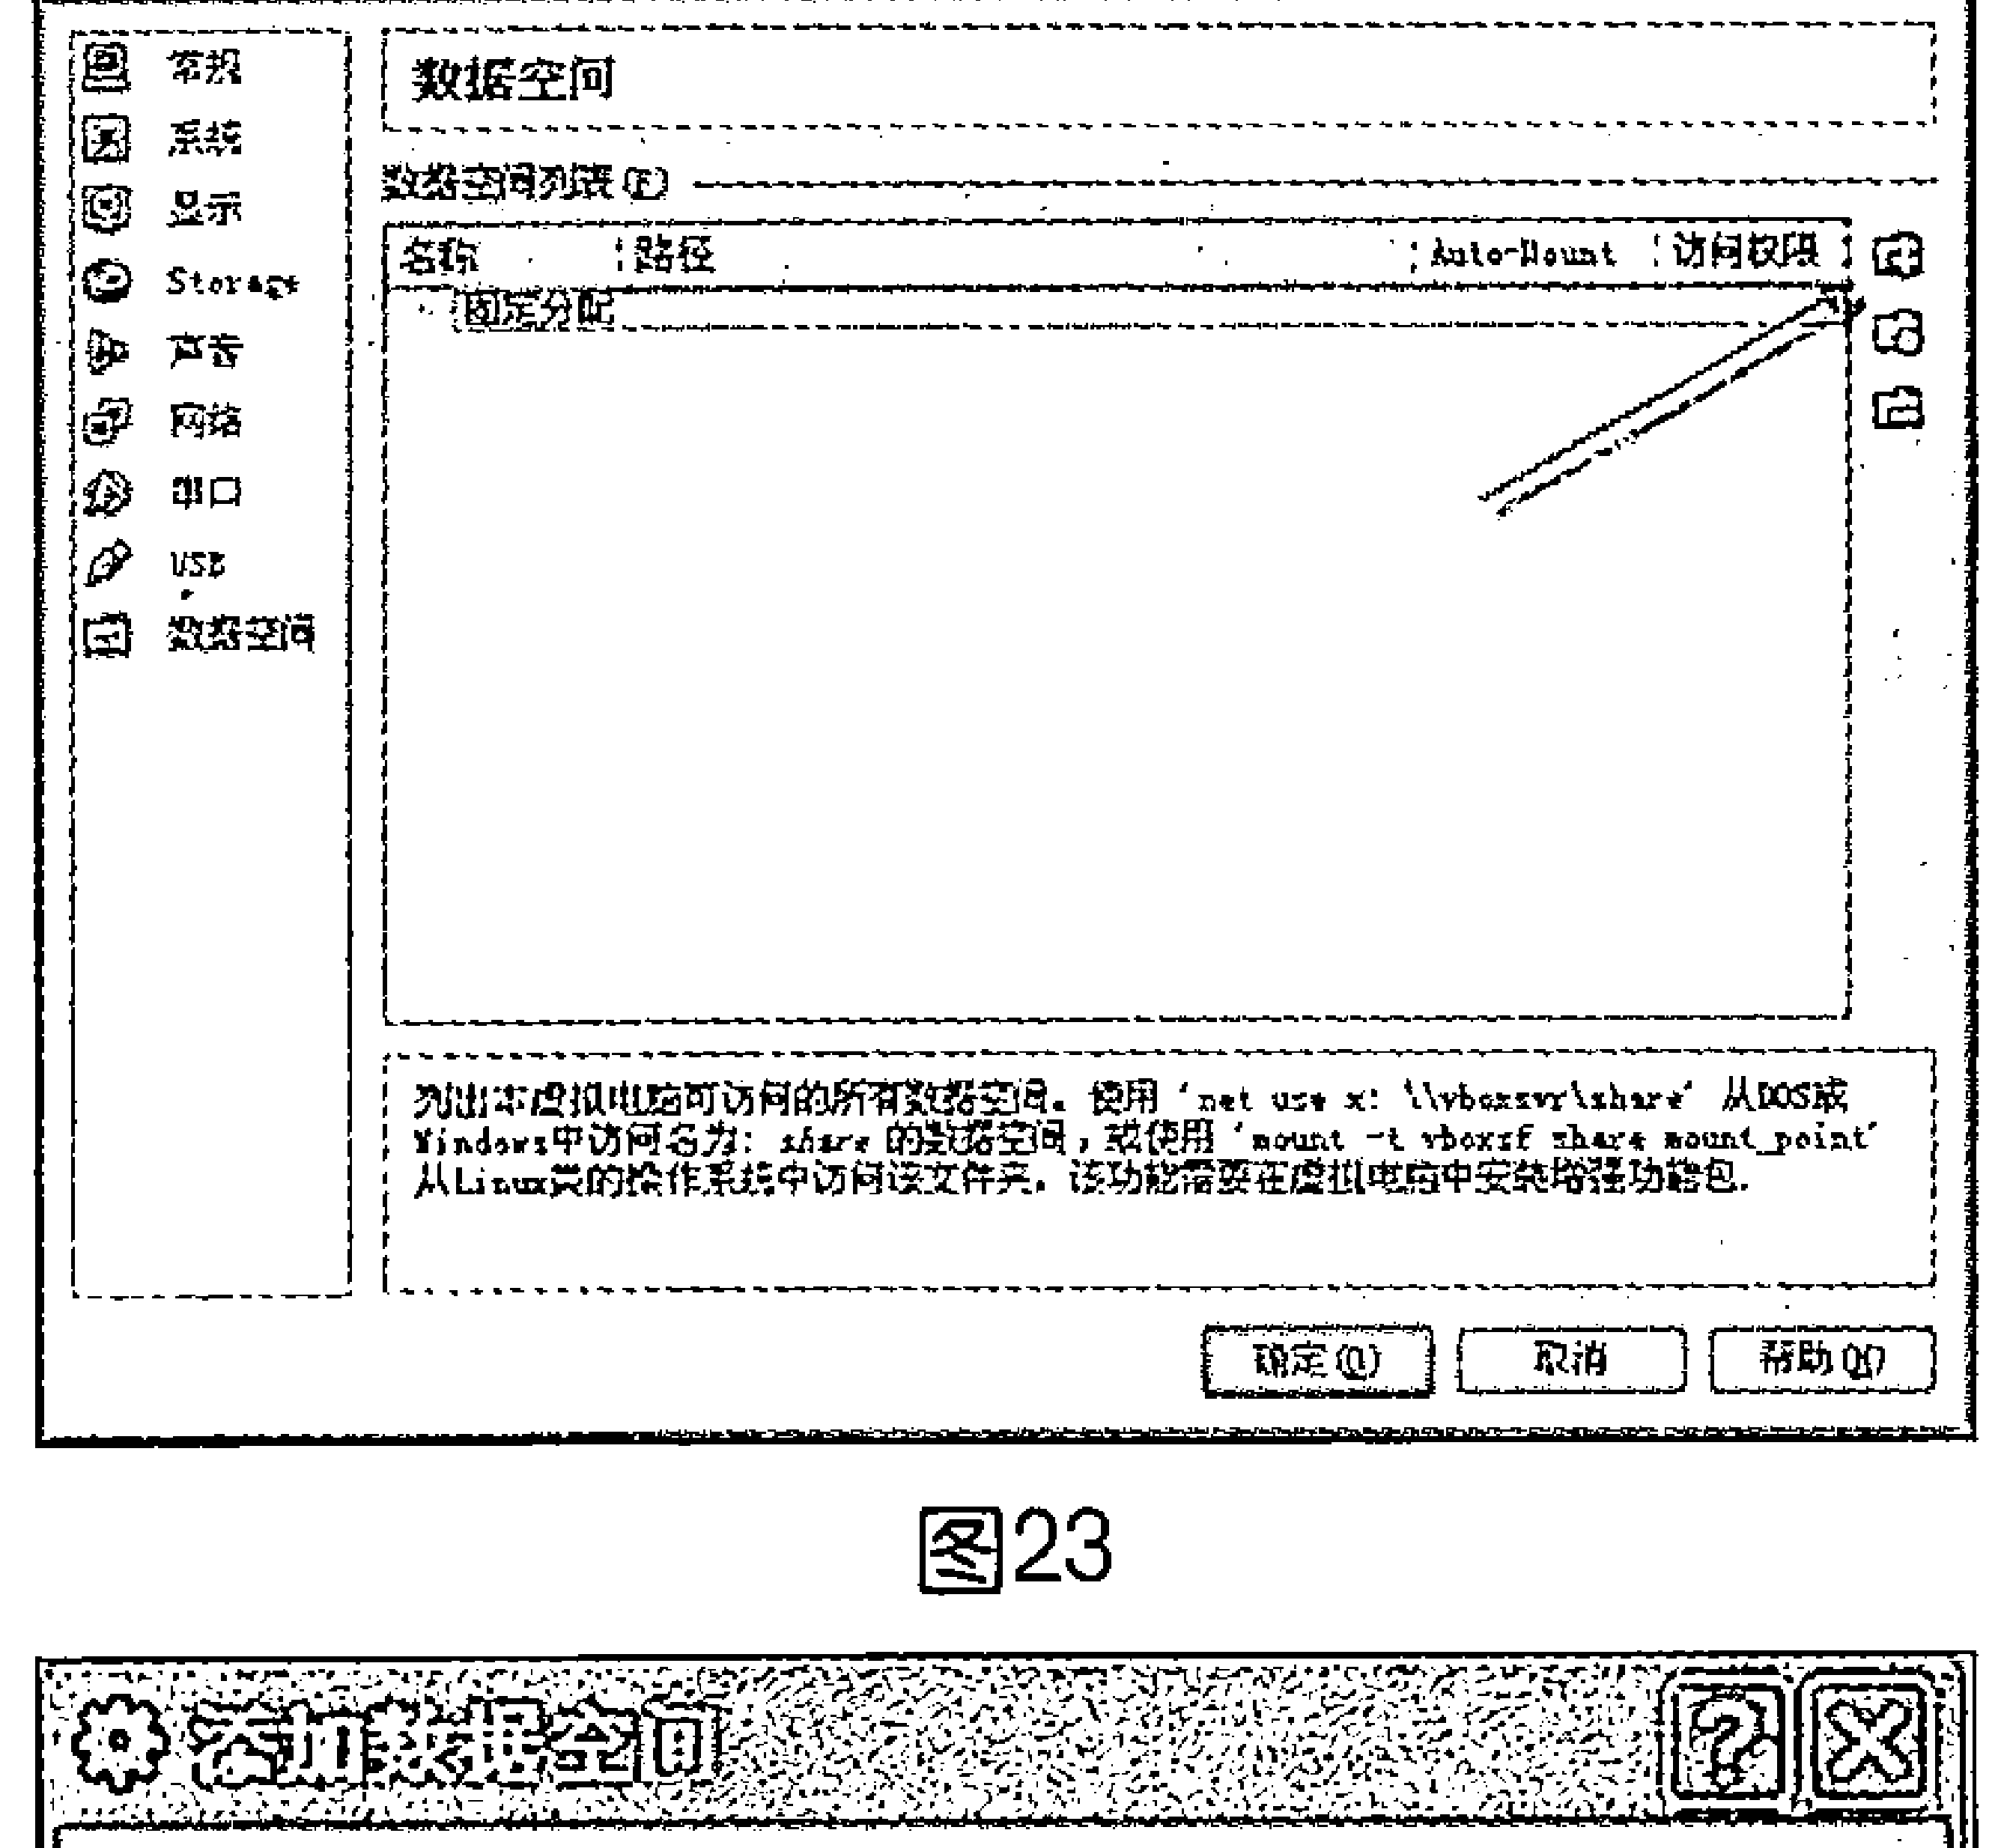 常规
系统
显示
Storage
声音
网络
串口
USB
数据空间
数据空间
数据空间列表(F)
名称 路径 Auto-Mount 访问权限
固定分配
列出本虚拟电脑可访问的所有数据空间。使用 'net use x: \\vboxsvr\share' 从DOS或
Windows中访问名为: share 的数据空间, 或使用 'mount -t vboxsf share mount_point'
从Linux类的操作系统中访问该文件夹. 该功能需要在虚拟电脑中安装增强功能包.
确定(O) 取消 帮助(H)
图23
添加数据空间